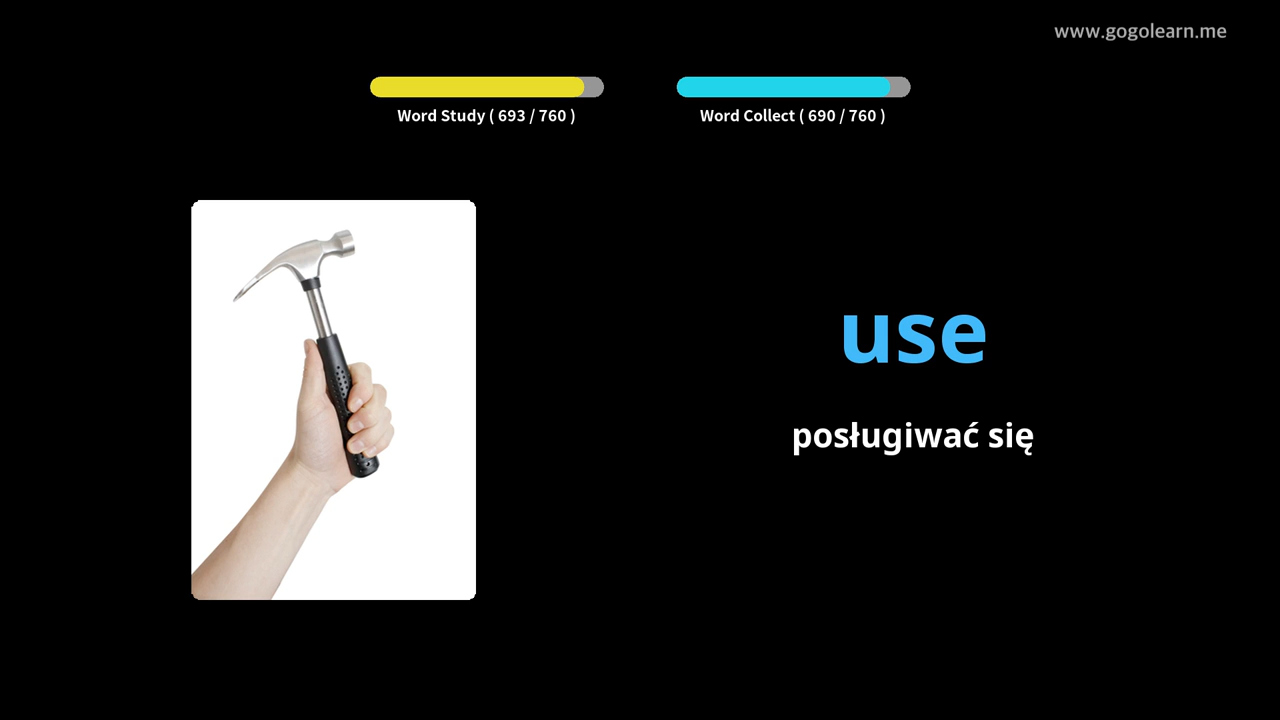 www.gogolearn.me
Word Study ( 693 / 760 )
Word Collect ( 690 / 760 )
use
posługiwać się